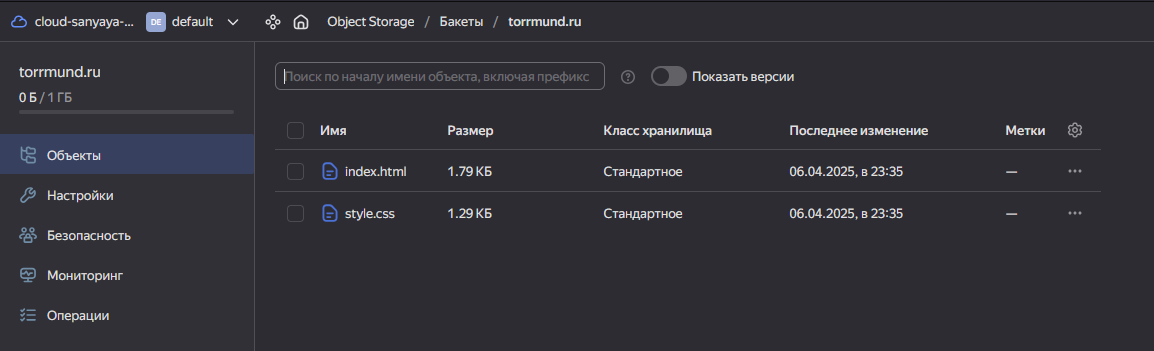 cloud-sanyaya-... DE default Object Storage / Бакеты / torrmund.ru
torrmund.ru
0 Б / 1 ГБ
Объекты
Настройки
Безопасность
Мониторинг
Операции
Поиск по началу имени объекта, включая префикс ? Показать версии
Имя Размер Класс хранилища Последнее изменение Метки
index.html 1.79 КБ Стандартное 06.04.2025, в 23:35 — ...
style.css 1.29 КБ Стандартное 06.04.2025, в 23:35 — ...